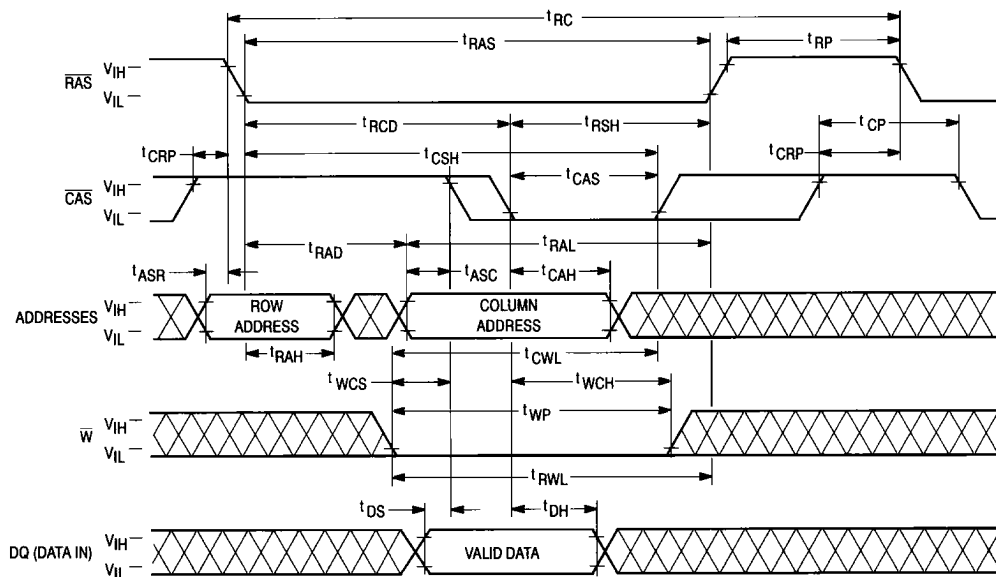 tRC
tRAS
tRP
RAS
VIH
VIL
tRCD
tRSH
tCP
tCRP
tCSH
tCRP
CAS
VIH
VIL
tCAS
tRAD
tRAL
tASR
tASC
tCAH
ADDRESSES
VIH
VIL
ROW
ADDRESS
COLUMN
ADDRESS
tRAH
tCWL
tWCS
tWCH
tWP
W
VIH
VIL
tRWL
tDS
tDH
DQ (DATA IN)
VIH
VIL
VALID DATA